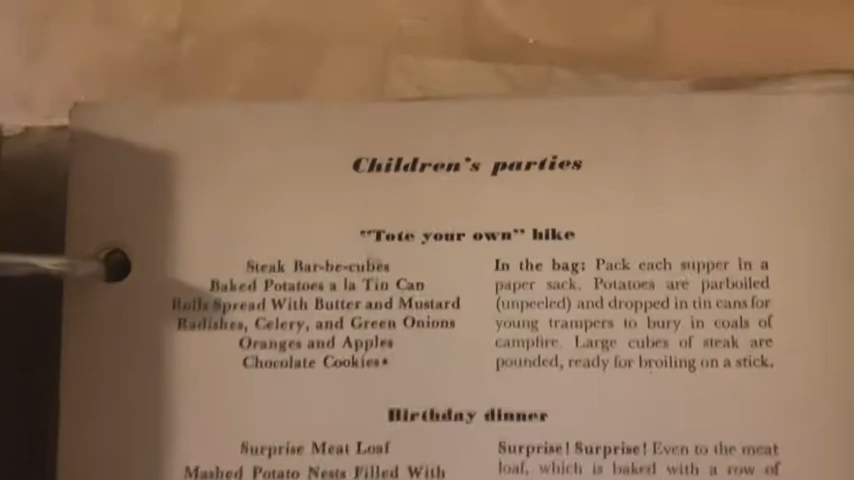 Children's parties
"Tote your own" hike
Steak Bar-be-cubes
Baked Potatoes a la Tin Can
Rolls Spread With Butter and Mustard
Radishes, Celery, and Green Onions
Oranges and Apples
Chocolate Cookies*
In the bag: Pack each supper in a
paper sack. Potatoes are parboiled
(unpeeled) and dropped in tin cans for
young trampers to bury in coals of
campfire. Large cubes of steak are
pounded, ready for broiling on a stick.
Birthday dinner
Surprise Meat Loaf
Mashed Potato Nests Filled With
Surprise! Surprise! Even to the meat
loaf, which is baked with a row of